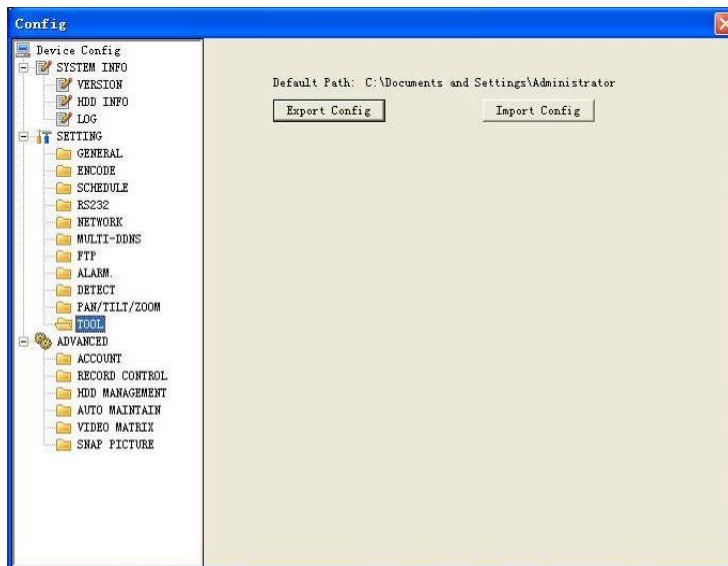 Config
Device Config
SYSTEM INFO
VERSION
HDD INFO
LOG
SETTING
GENERAL
ENCODE
SCHEDULE
RS232
NETWORK
MULTI-DDNS
FTP
ALARM.
DETECT
PAN/TILT/ZOOM
TOOL
ADVANCED
ACCOUNT
RECORD CONTROL
HDD MANAGEMENT
AUTO MAINTAIN
VIDEO MATRIX
SNAP PICTURE
Default Path: C:\Documents and Settings\Administrator
Export Config Import Config